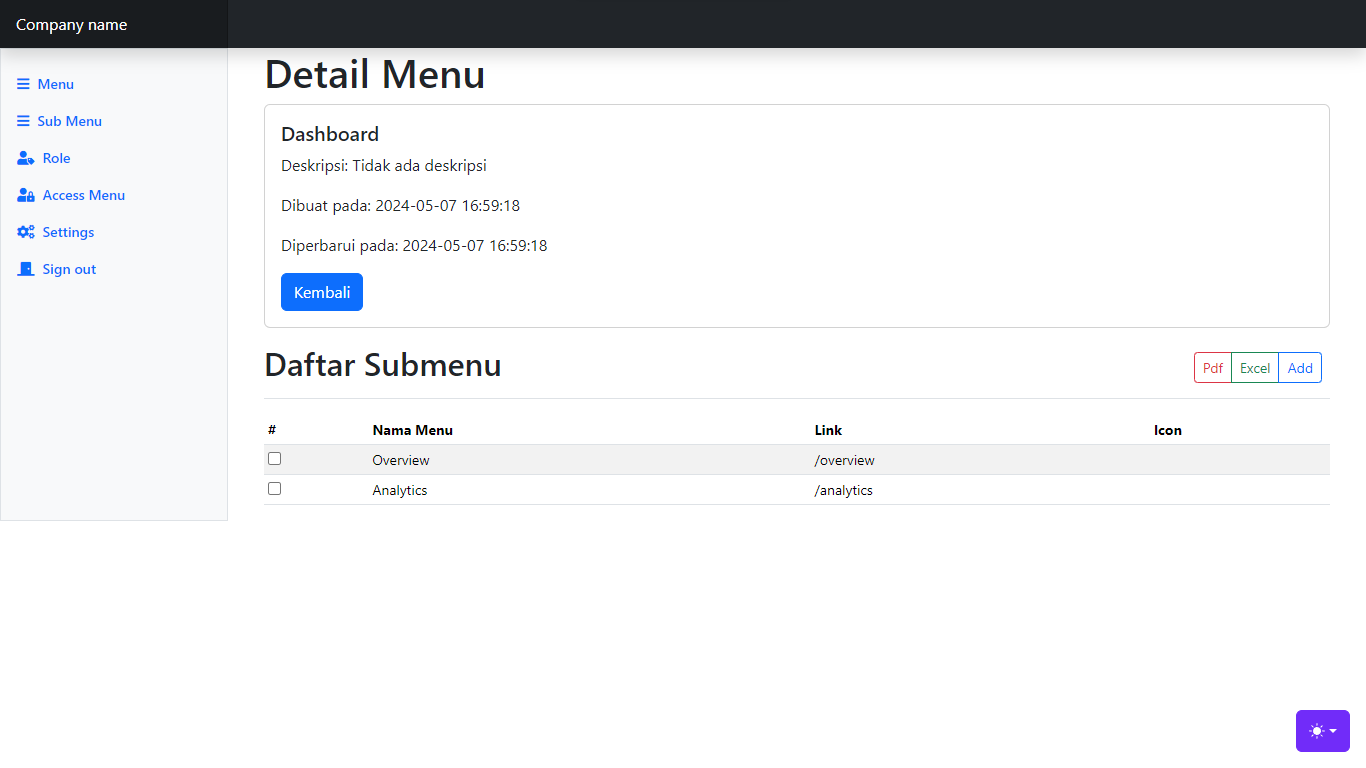 Company name
Menu
Sub Menu
Role
Access Menu
Settings
Sign out
Detail Menu
Dashboard
Deskripsi: Tidak ada deskripsi
Dibuat pada: 2024-05-07 16:59:18
Diperbarui pada: 2024-05-07 16:59:18
Kembali
Daftar Submenu
Pdf Excel Add
# Nama Menu Link Icon
Overview /overview
Analytics /analytics